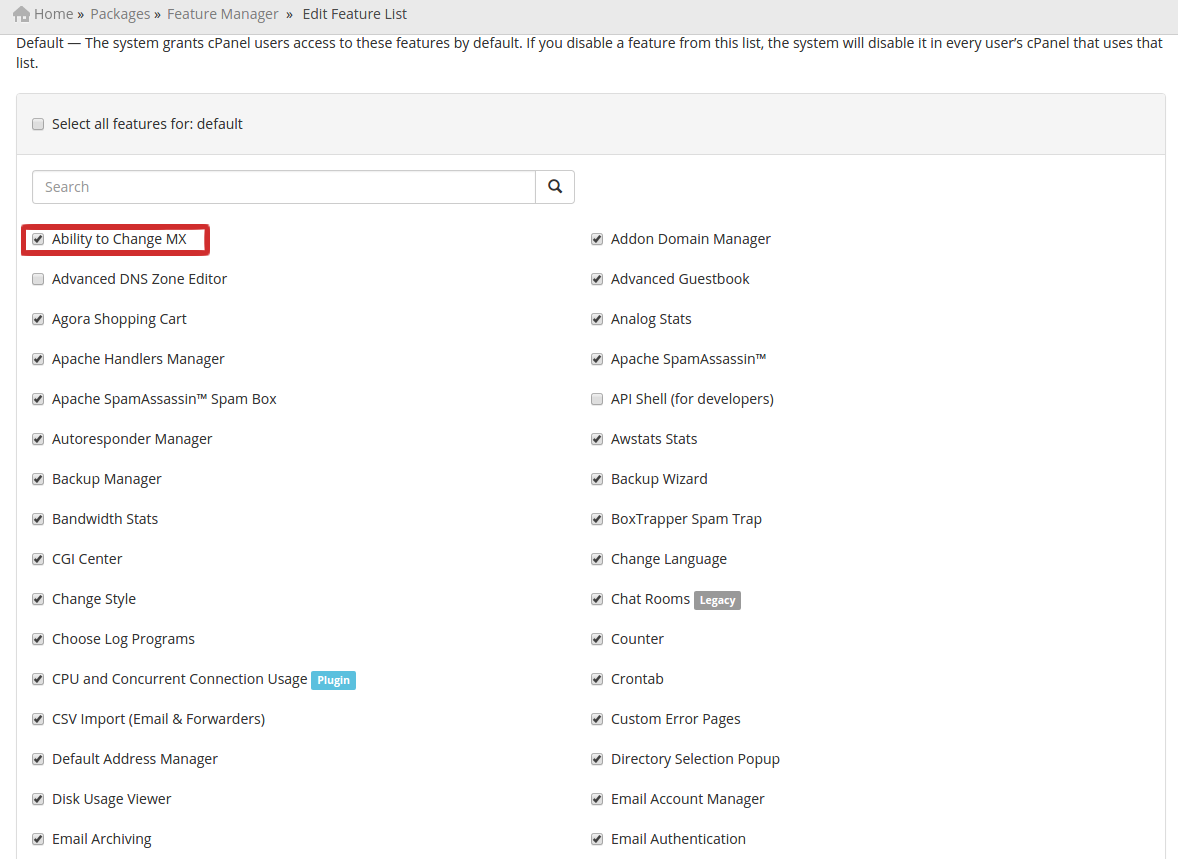 Home » Packages » Feature Manager » Edit Feature List
Default — The system grants cPanel users access to these features by default. If you disable a feature from this list, the system will disable it in every user’s cPanel that uses that
list.
Select all features for: default
Search
Ability to Change MX Addon Domain Manager
Advanced DNS Zone Editor Advanced Guestbook
Agora Shopping Cart Analog Stats
Apache Handlers Manager Apache SpamAssassin™
Apache SpamAssassin™ Spam Box API Shell (for developers)
Autoresponder Manager Awstats Stats
Backup Manager Backup Wizard
Bandwidth Stats BoxTrapper Spam Trap
CGI Center Change Language
Change Style Chat Rooms Legacy
Choose Log Programs Counter
CPU and Concurrent Connection Usage Plugin Crontab
CSV Import (Email & Forwarders) Custom Error Pages
Default Address Manager Directory Selection Popup
Disk Usage Viewer Email Account Manager
Email Archiving Email Authentication